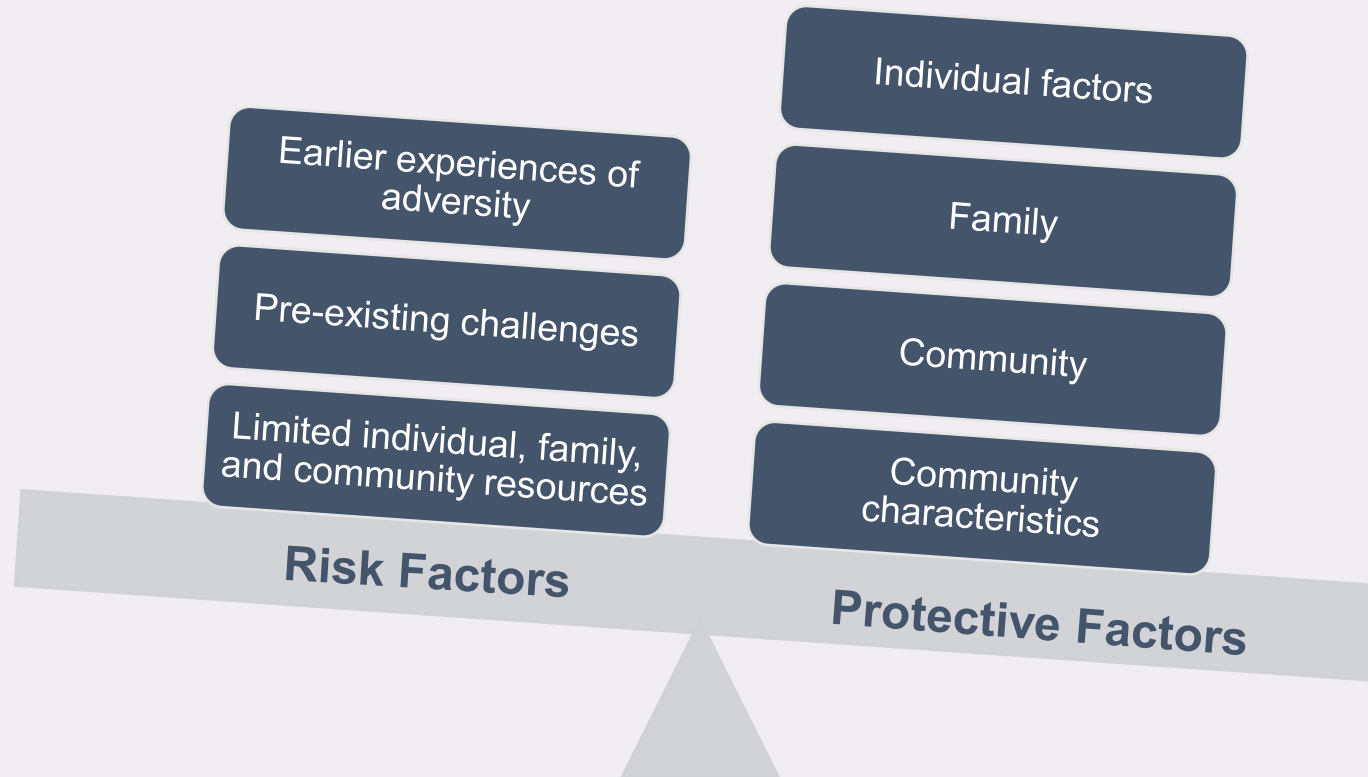 Earlier experiences of
adversity
Pre-existing challenges
Limited individual, family,
and community resources
Risk Factors
Individual factors
Family
Community
Community
characteristics
Protective Factors